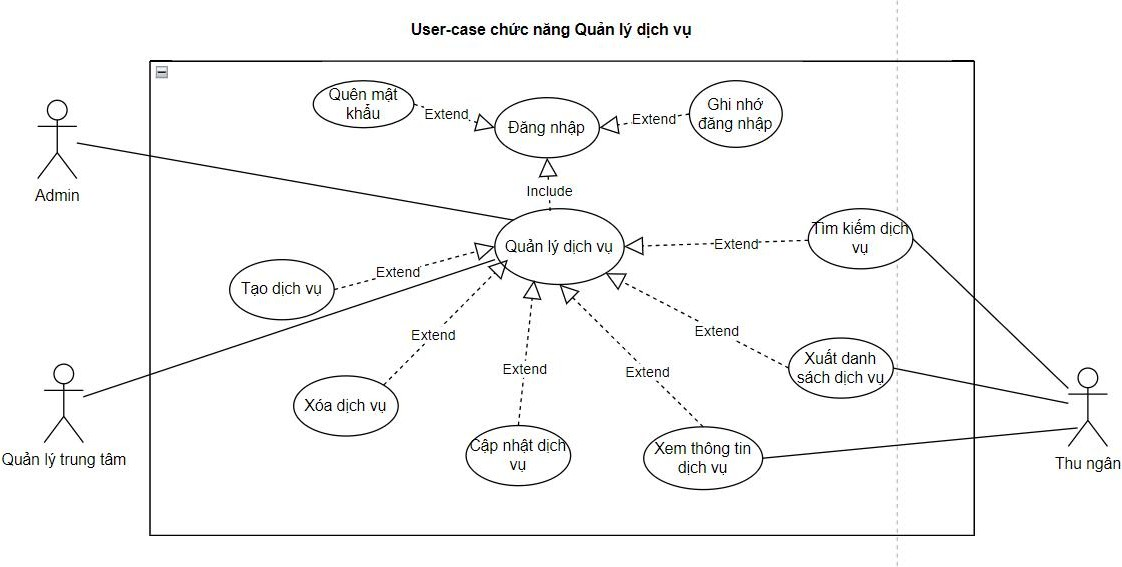 User-case chức năng Quản lý dịch vụ
Quên mật
khẩu
Extend
Đăng nhập
Extend
Ghi nhớ
đăng nhập
Admin
Include
Quản lý dịch vụ
Extend
Tìm kiếm dịch
vụ
Tạo dịch vụ
Extend
Extend
Extend
Xuất danh
sách dịch vụ
Extend
Extend
Xóa dịch vụ
Cập nhật dịch
vụ
Xem thông tin
dịch vụ
Quản lý trung tâm
Thu ngân